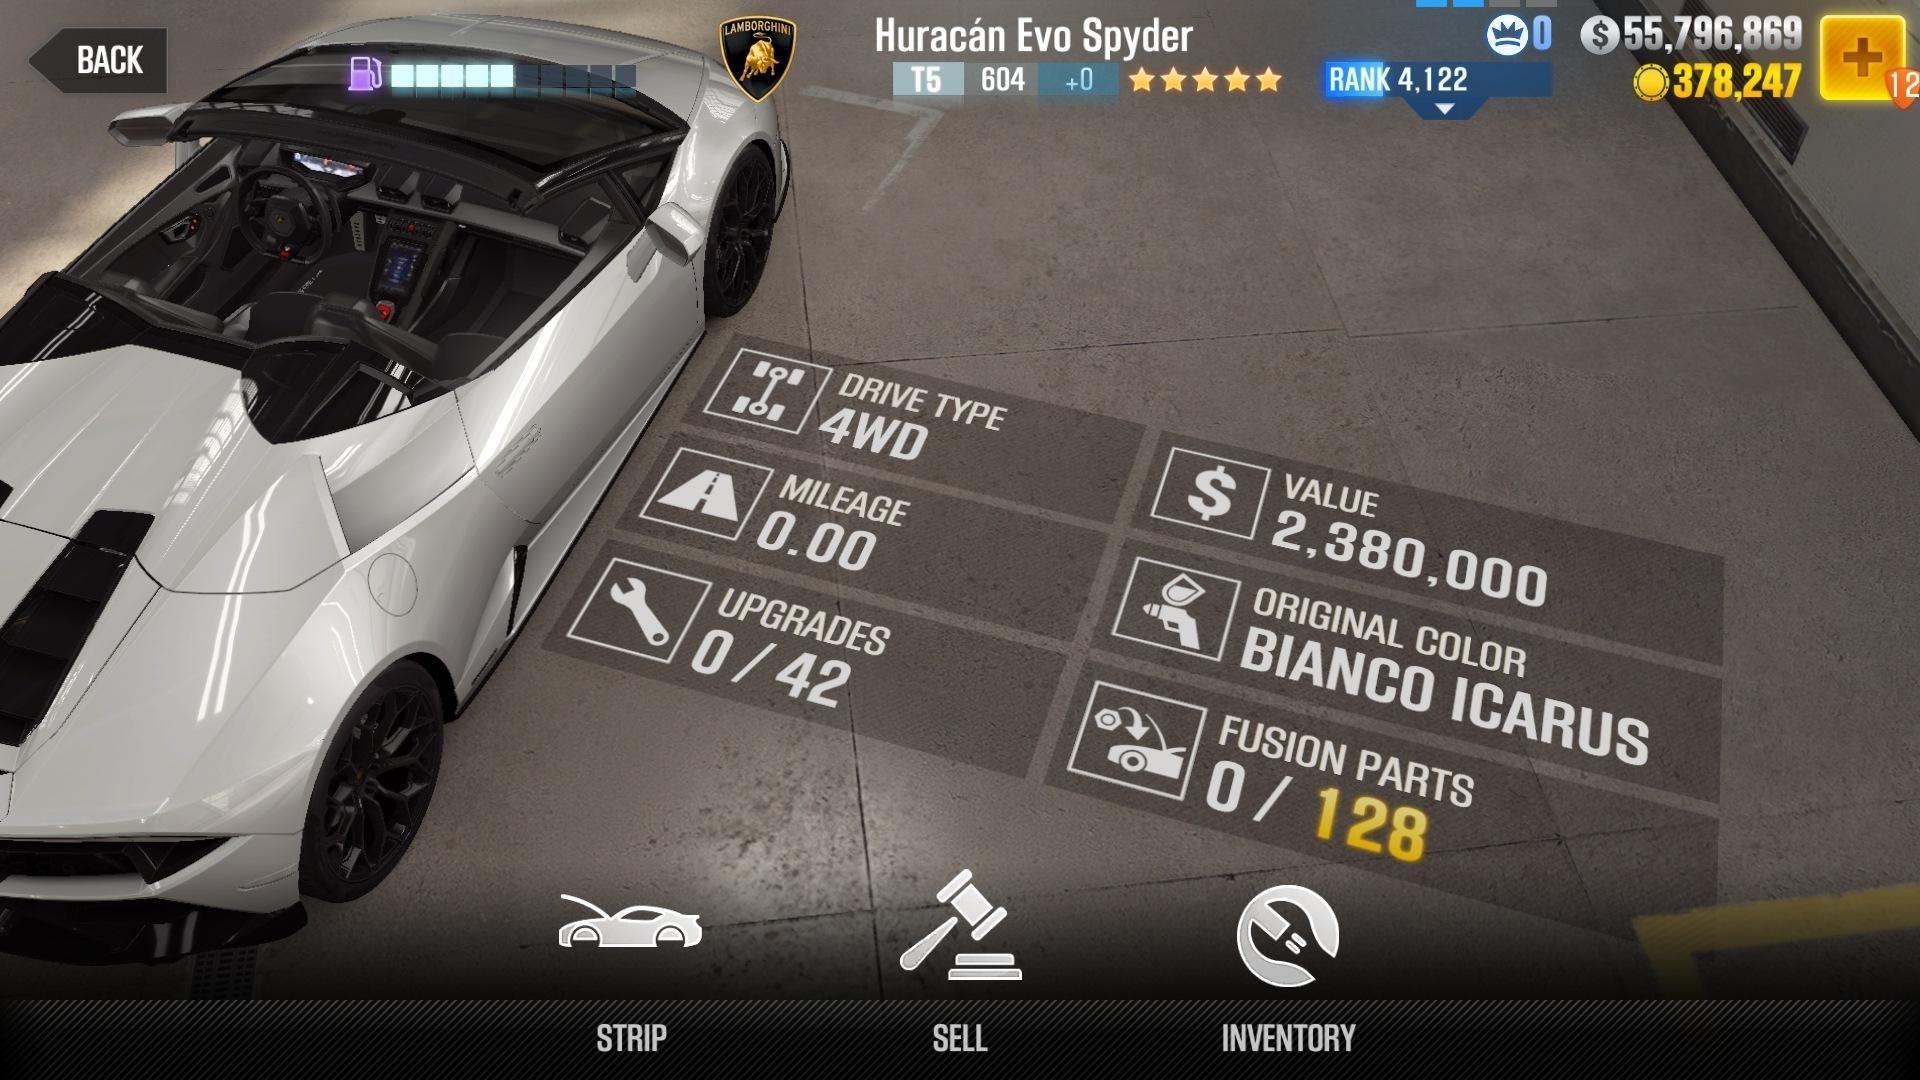 BACK
LAMBORGHINI
Huracán Evo Spyder
T5 604 +0
RANK 4,122
0
55,796,869
378,247
12
DRIVE TYPE
4WD
MILEAGE
0.00
UPGRADES
0/42
$ VALUE
2,380,000
ORIGINAL COLOR
BIANCO ICARUS
FUSION PARTS
0/128
STRIP
SELL
INVENTORY